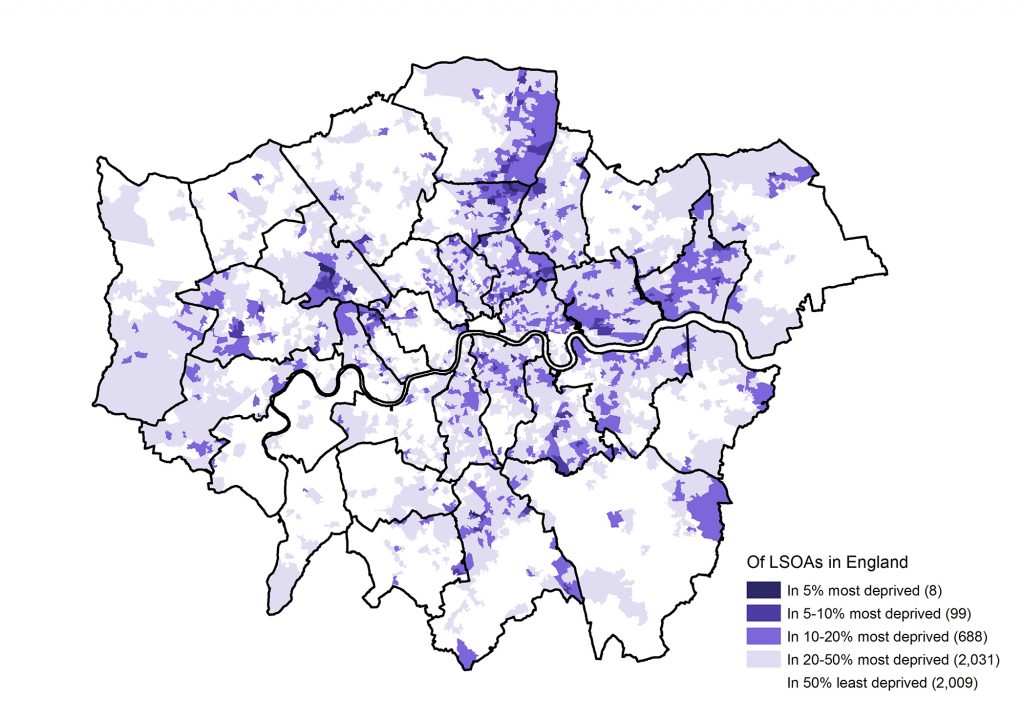 Of LSOAs in England
In 5% most deprived (8)
In 5-10% most deprived (99)
In 10-20% most deprived (688)
In 20-50% most deprived (2,031)
In 50% least deprived (2,009)